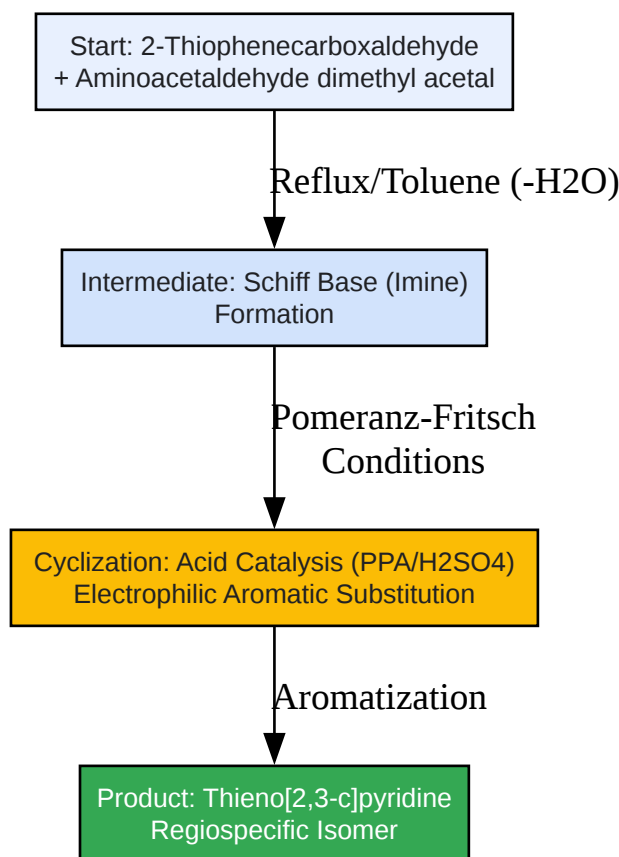 Start: 2-Thiophenecarboxaldehyde
+ Aminoacetaldehyde dimethyl acetal
Reflux/Toluene (-H2O)
Intermediate: Schiff Base (Imine)
Formation
Pomeranz-Fritsch
Conditions
Cyclization: Acid Catalysis (PPA/H2SO4)
Electrophilic Aromatic Substitution
Aromatization
Product: Thieno[2,3-c]pyridine
Regiospecific Isomer